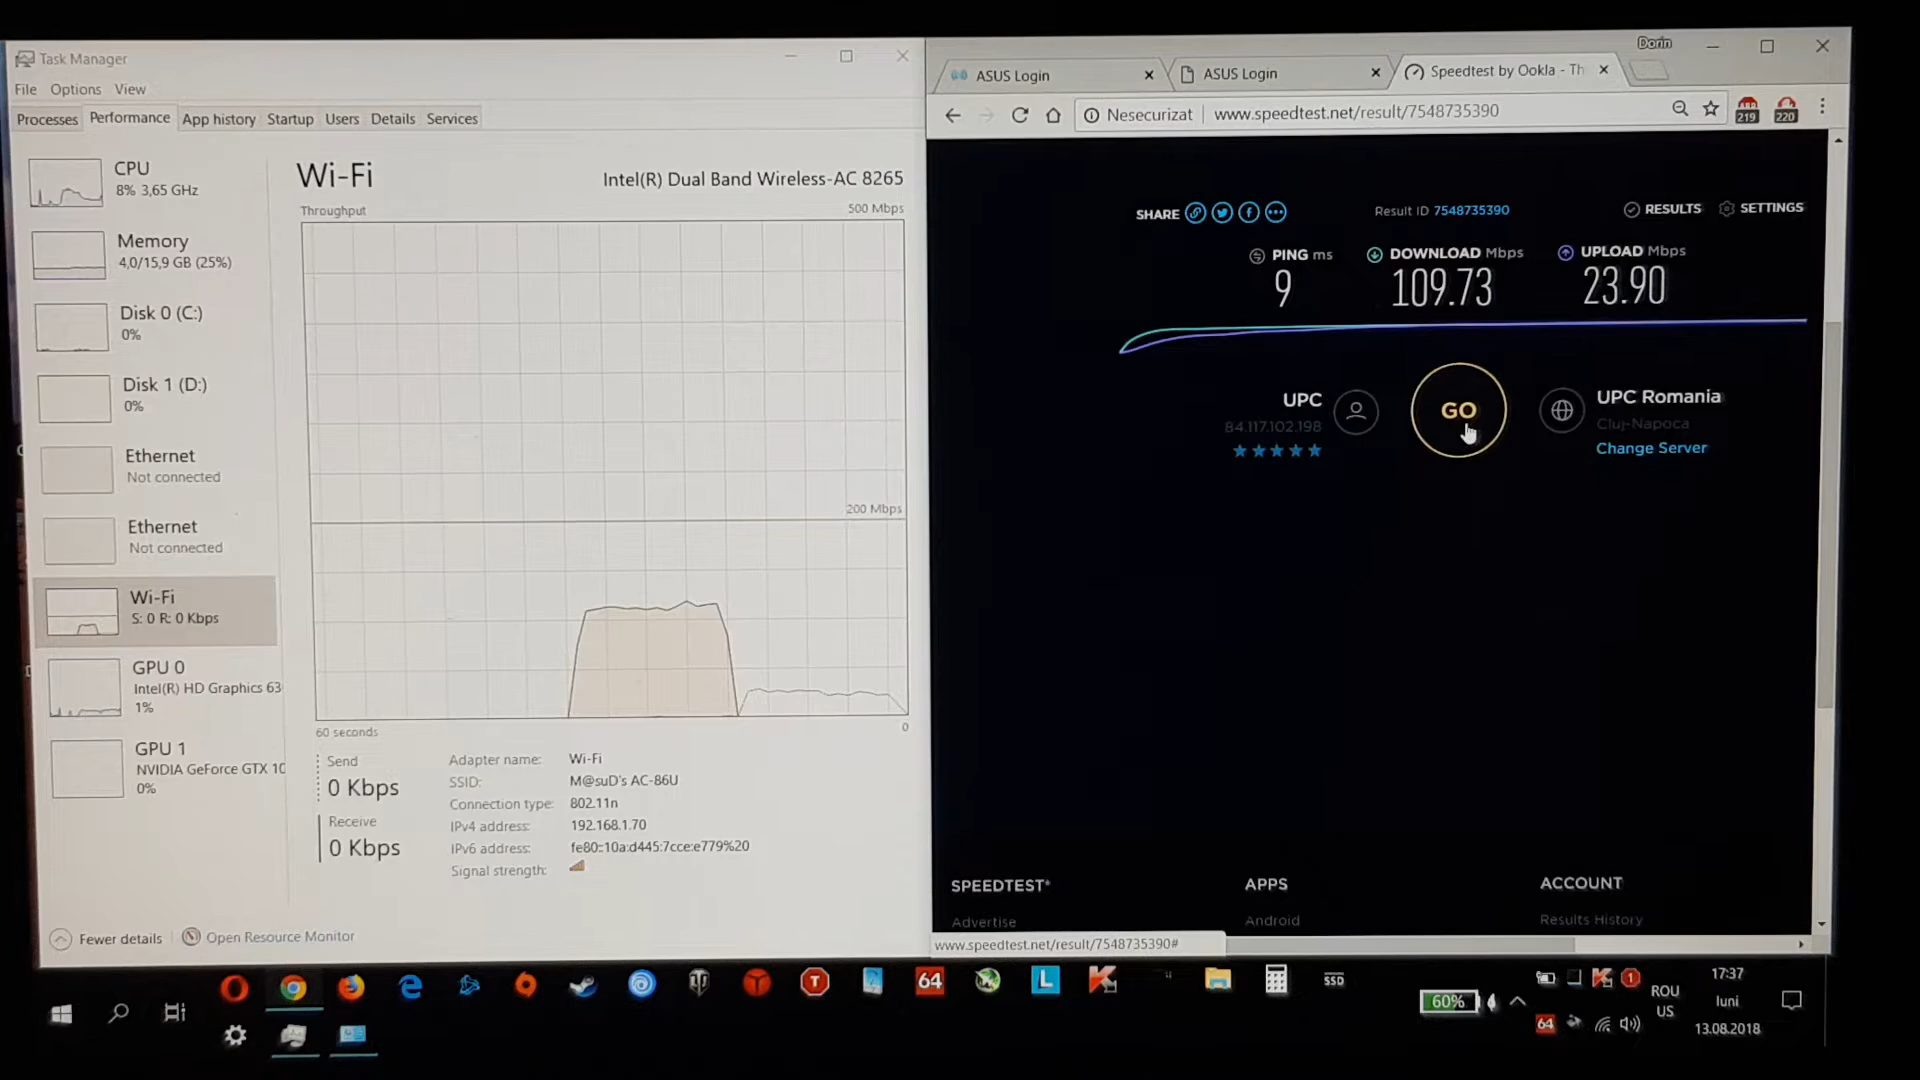 Task Manager
File Options View
Processes Performance App history Startup Users Details Services
CPU
8% 3,65 GHz
Memory
4,0/15,9 GB (25%)
Disk 0 (C:)
0%
Disk 1 (D:)
0%
Ethernet
Not connected
Ethernet
Not connected
Wi-Fi
S: 0 R: 0 Kbps
GPU 0
Intel(R) HD Graphics 63
1%
GPU 1
NVIDIA GeForce GTX 10
0%
Wi-Fi
Intel(R) Dual Band Wireless-AC 8265
Throughput
500 Mbps
200 Mbps
60 seconds
0
Send
0 Kbps
Receive
0 Kbps
Adapter name: Wi-Fi
SSID: M@suD's AC-86U
Connection type: 802.11n
IPv4 address: 192.168.1.70
IPv6 address: fe80::10a:d445:7cce:e779%20
Signal strength:
Fewer details
Open Resource Monitor
Dorin
ASUS Login
ASUS Login
Speedtest by Ookla - Th
Nesecurizat
www.speedtest.net/result/7548735390
219
220
SHARE
Result ID 7548735390
RESULTS
SETTINGS
PING ms
9
DOWNLOAD Mbps
109.73
UPLOAD Mbps
23.90
UPC
84.117.102.198
GO
UPC Romania
Cluj-Napoca
Change Server
SPEEDTEST®
APPS
ACCOUNT
Advertise
Android
Results History
www.speedtest.net/result/7548735390#
64
L
SSD
60%
64
ROU
US
17:37
luni
13.08.2018